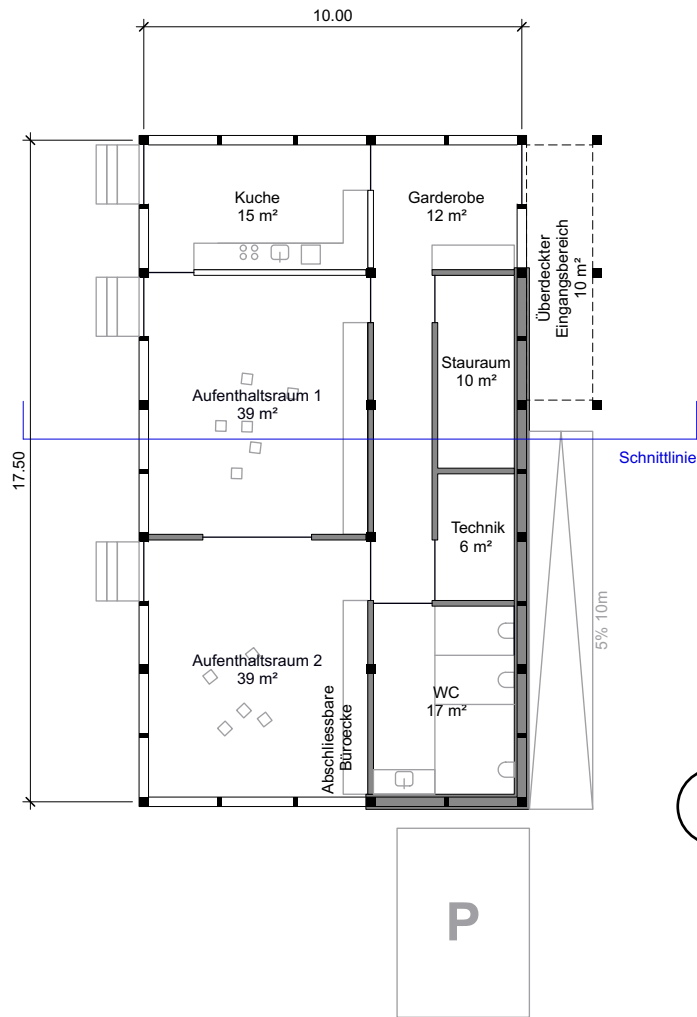 10.00
17.50
Kuche
15 m²
Garderobe
12 m²
Überdeckter
Eingangsbereich
10 m²
Stauraum
10 m²
Aufenthaltsraum 1
39 m²
Schnittlinie
Technik
6 m²
5% 10m
Aufenthaltsraum 2
39 m²
Abschliessbare
Büroecke
WC
17 m²
P